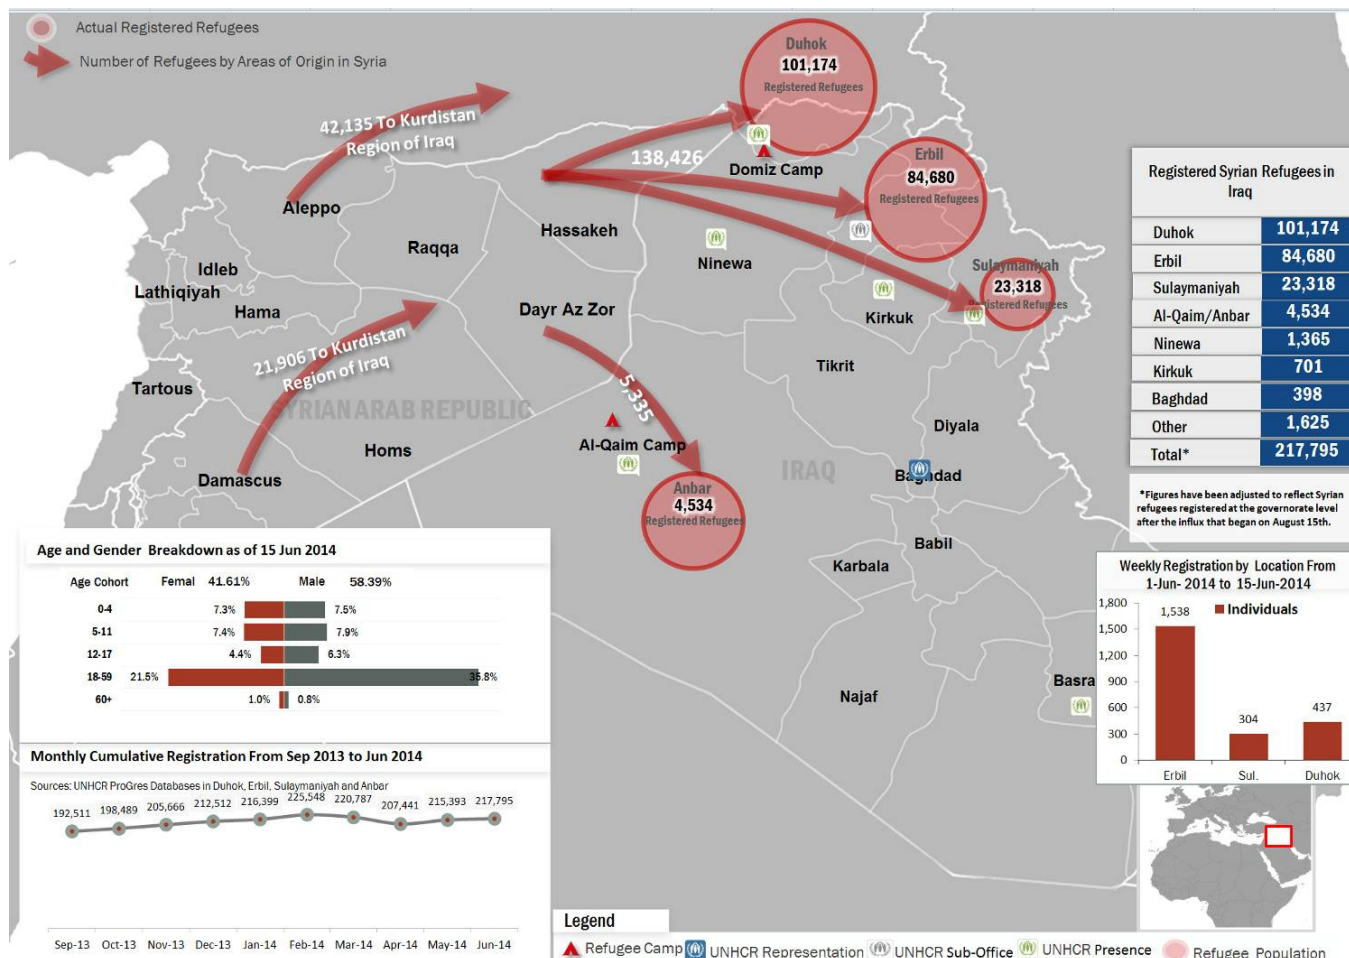 Actual Registered Refugees
Number of Refugees by Areas of Origin in Syria
42,135 To Kurdistan
Region of Iraq
Aleppo
Raqqa
Hassakeh
Idleb
Lathiqiyah
Hama
Dayr Az Zor
21,906 To Kurdistan
Region of Iraq
Tartous
SYRIAN ARAB REPUBLIC
Homs
Damascus
138,426
5,335
Duhok
101,174
Registered Refugees
Domiz Camp
Erbil
84,680
Registered Refugees
Ninewa
Sulaymaniyah
23,318
Registered Refugees
Kirkuk
Tikrit
Diyala
Al-Qaim Camp
IRAQ
Baghdad
Anbar
4,534
Registered Refugees
Babil
Karbala
Najaf
Basra
Registered Syrian Refugees in
Iraq
Duhok 101,174
Erbil 84,680
Sulaymaniyah 23,318
Al-Qaim/Anbar 4,534
Ninewa 1,365
Kirkuk 701
Baghdad 398
Other 1,625
Total* 217,795
*Figures have been adjusted to reflect Syrian
refugees registered at the governorate level
after the influx that began on August 15th.
Age and Gender Breakdown as of 15 Jun 2014
Age Cohort Femal 41.61% Male 58.39%
0-4 7.3% 7.5%
5-11 7.4% 7.9%
12-17 4.4% 6.3%
18-59 21.5% 35.8%
60+ 1.0% 0.8%
Monthly Cumulative Registration From Sep 2013 to Jun 2014
Sources: UNHCR ProGres Databases in Duhok, Erbil, Sulaymaniyah and Anbar
192,511 198,489 205,666 212,512 216,399 225,548 220,787 207,441 215,393 217,795
Sep-13 Oct-13 Nov-13 Dec-13 Jan-14 Feb-14 Mar-14 Apr-14 May-14 Jun-14
Weekly Registration by Location From
1-Jun- 2014 to 15-Jun-2014
Individuals
1,800
1,500
1,200
900
600
300
0
1,538
304
437
Erbil Sul. Duhok
Legend
Refugee Camp UNHCR Representation UNHCR Sub-Office UNHCR Presence Refugee Population